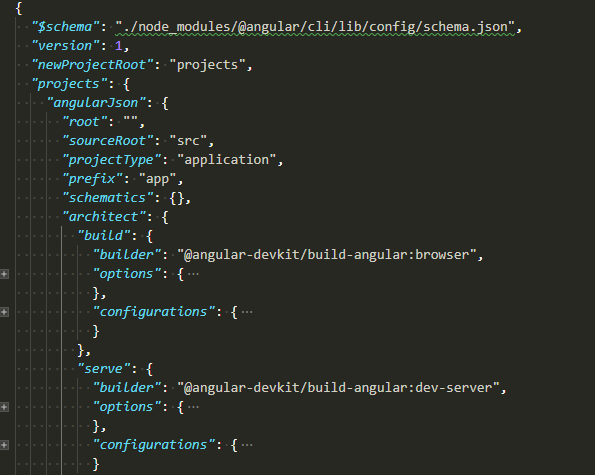 {
"$schema": "./node_modules/@angular/cli/lib/config/schema.json",
"version": 1,
"newProjectRoot": "projects",
"projects": {
"angularJson": {
"root": "",
"sourceRoot": "src",
"projectType": "application",
"prefix": "app",
"schematics": {},
"architect": {
"build": {
"builder": "@angular-devkit/build-angular:browser",
"options": {…
},
"configurations": {…
}
},
"serve": {
"builder": "@angular-devkit/build-angular:dev-server",
"options": {…
},
"configurations": {…
}